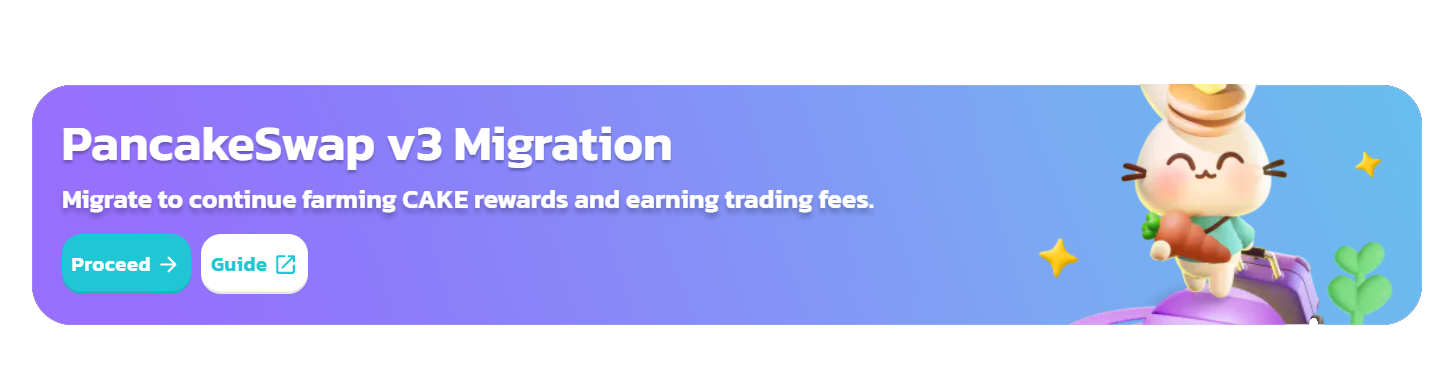 PancakeSwap v3 Migration
Migrate to continue farming CAKE rewards and earning trading fees.
Proceed
Guide